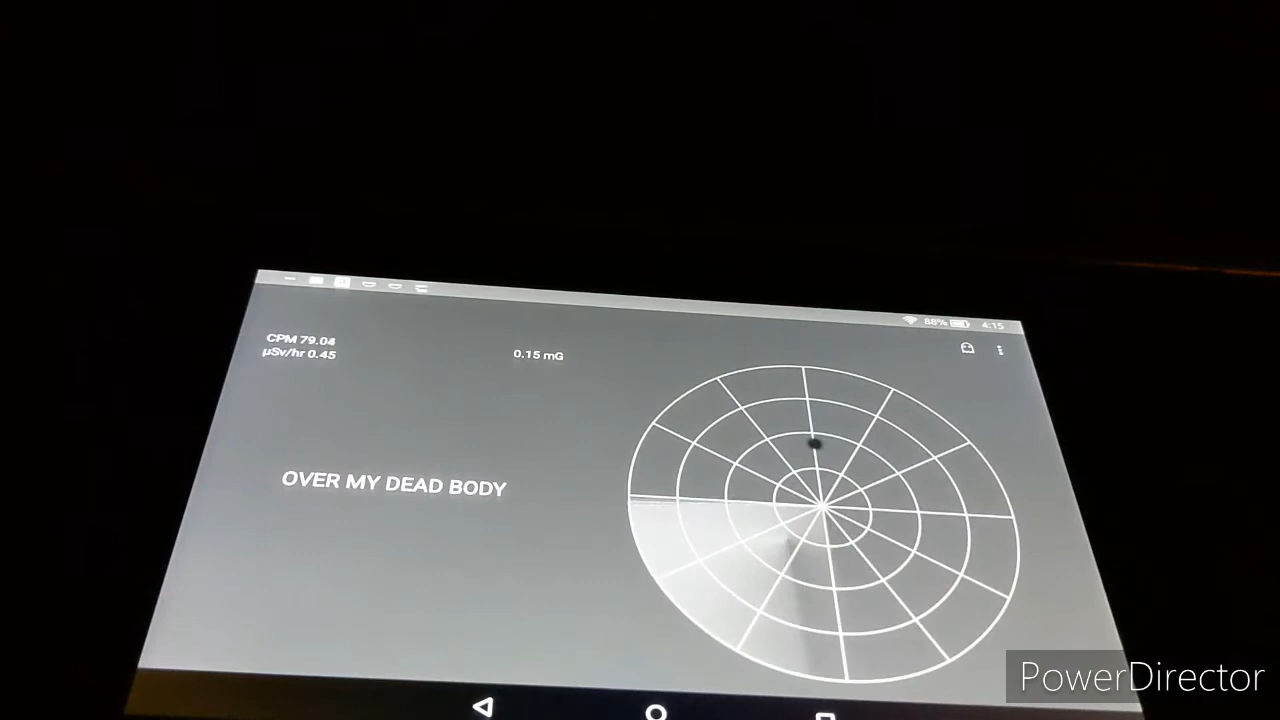 88% 4:15
CPM 79.04
µSv/hr 0.45
0.15 mG
OVER MY DEAD BODY
PowerDirector